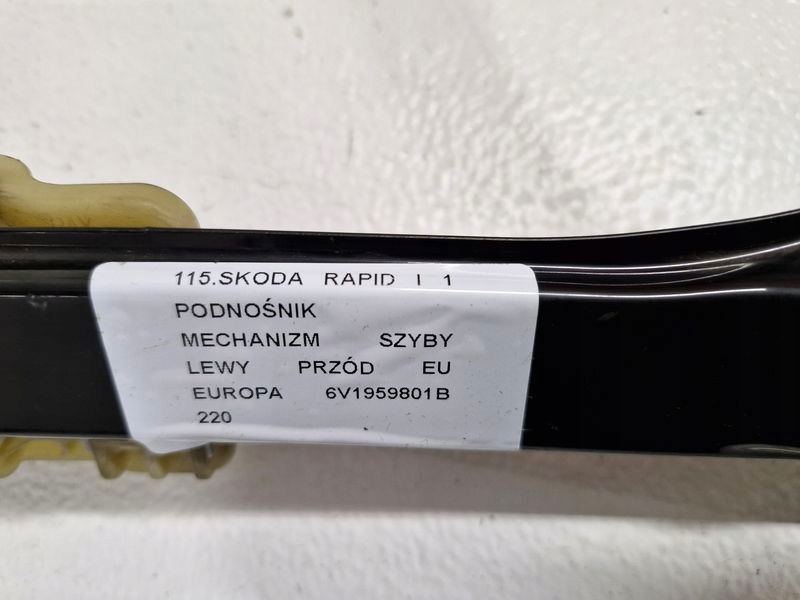 115.SKODA RAPID I 1
PODNOŚNIK
MECHANIZM SZYBY
LEWY PRZÓD EU
EUROPA 6V1959801B
220